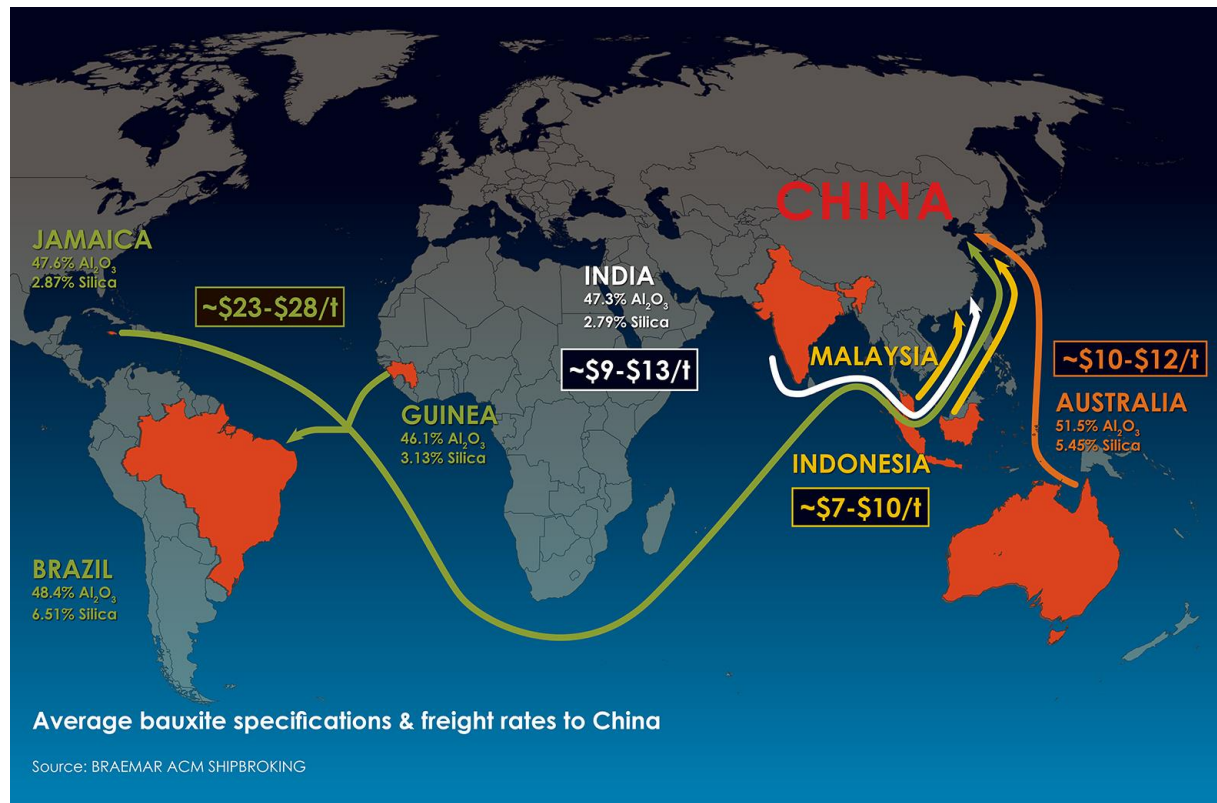 CHINA
JAMAICA
47.6% Al₂O₃
2.87% Silica
~$23-$28/t
INDIA
47.3% Al₂O₃
2.79% Silica
~$9-$13/t
MALAYSIA
~$10-$12/t
AUSTRALIA
51.5% Al₂O₃
5.45% Silica
GUINEA
46.1% Al₂O₃
3.13% Silica
INDONESIA
~$7-$10/t
BRAZIL
48.4% Al₂O₃
6.51% Silica
Average bauxite specifications & freight rates to China
Source: BRAEMAR ACM SHIPBROKING